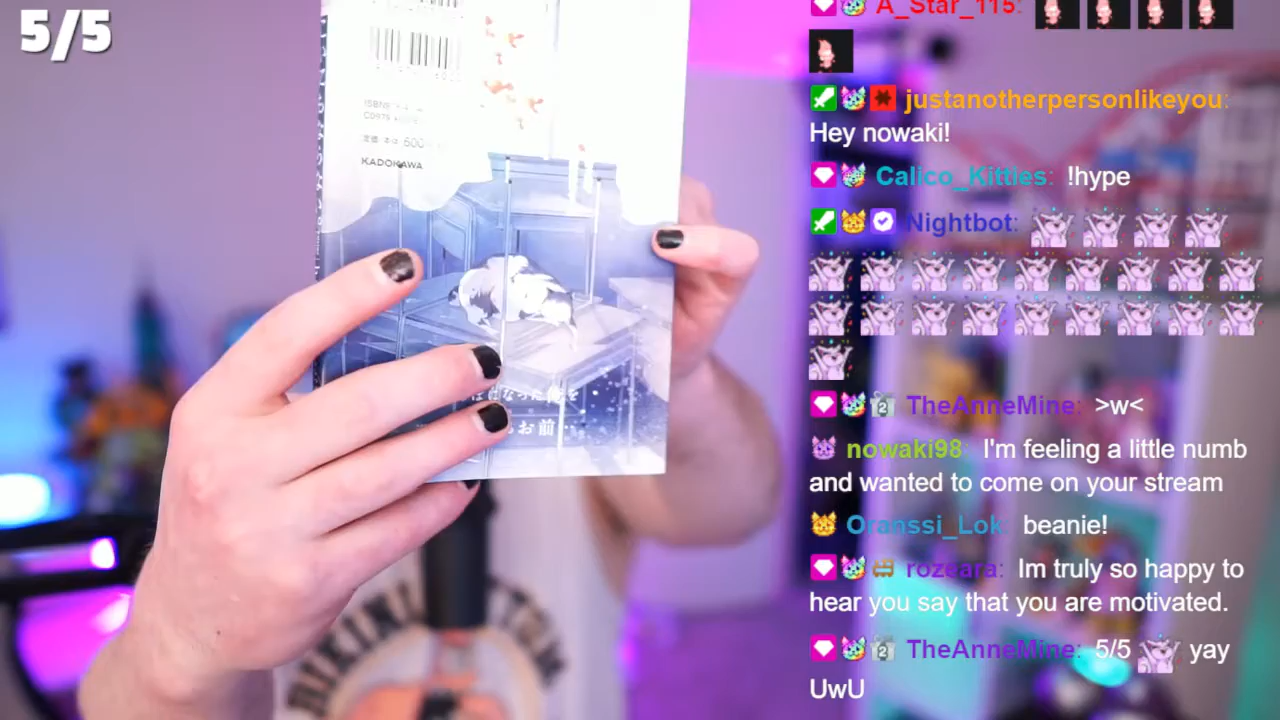 5/5
A_Star_115:
justanotherpersonlikeyou:
Hey nowaki!
Calico_Kitties: !hype
Nightbot:
TheAnneMine: >w<
nowaki98: I'm feeling a little numb
and wanted to come on your stream
Oranssi_Lok: beanie!
rozeara: Im truly so happy to
hear you say that you are motivated.
TheAnneMine: 5/5 yay
UwU
KADOKAWA
お前…